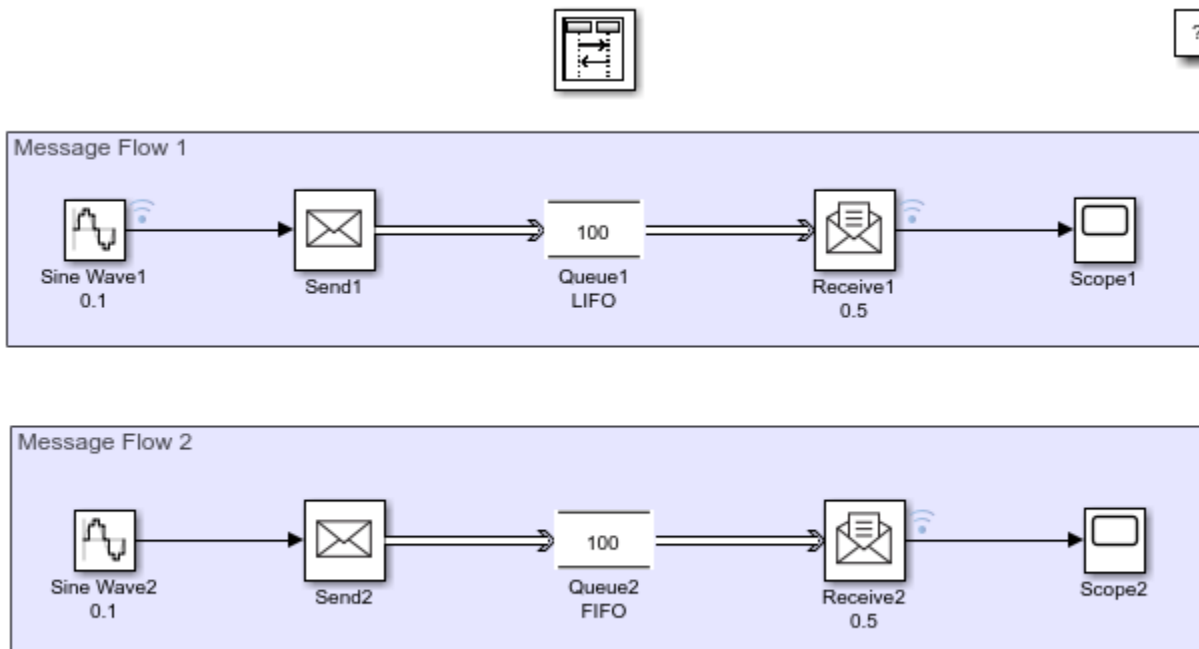 ?
Message Flow 1
100
Sine Wave1
0.1
Send1
Queue1
LIFO
Receive1
0.5
Scope1
Message Flow 2
100
Sine Wave2
0.1
Send2
Queue2
FIFO
Receive2
0.5
Scope2